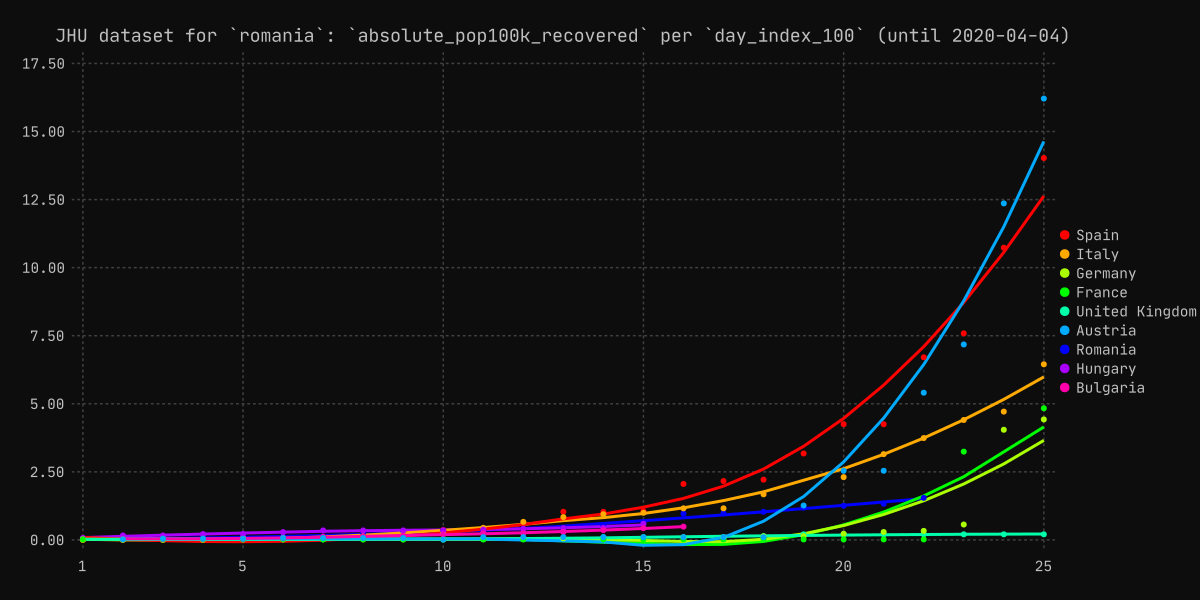 JHU dataset for `romania`: `absolute_pop100k_recovered` per `day_index_100` (until 2020-04-04)
17.50
15.00
12.50
10.00
7.50
5.00
2.50
0.00
1 5 10 15 20 25
Spain
Italy
Germany
France
United Kingdom
Austria
Romania
Hungary
Bulgaria